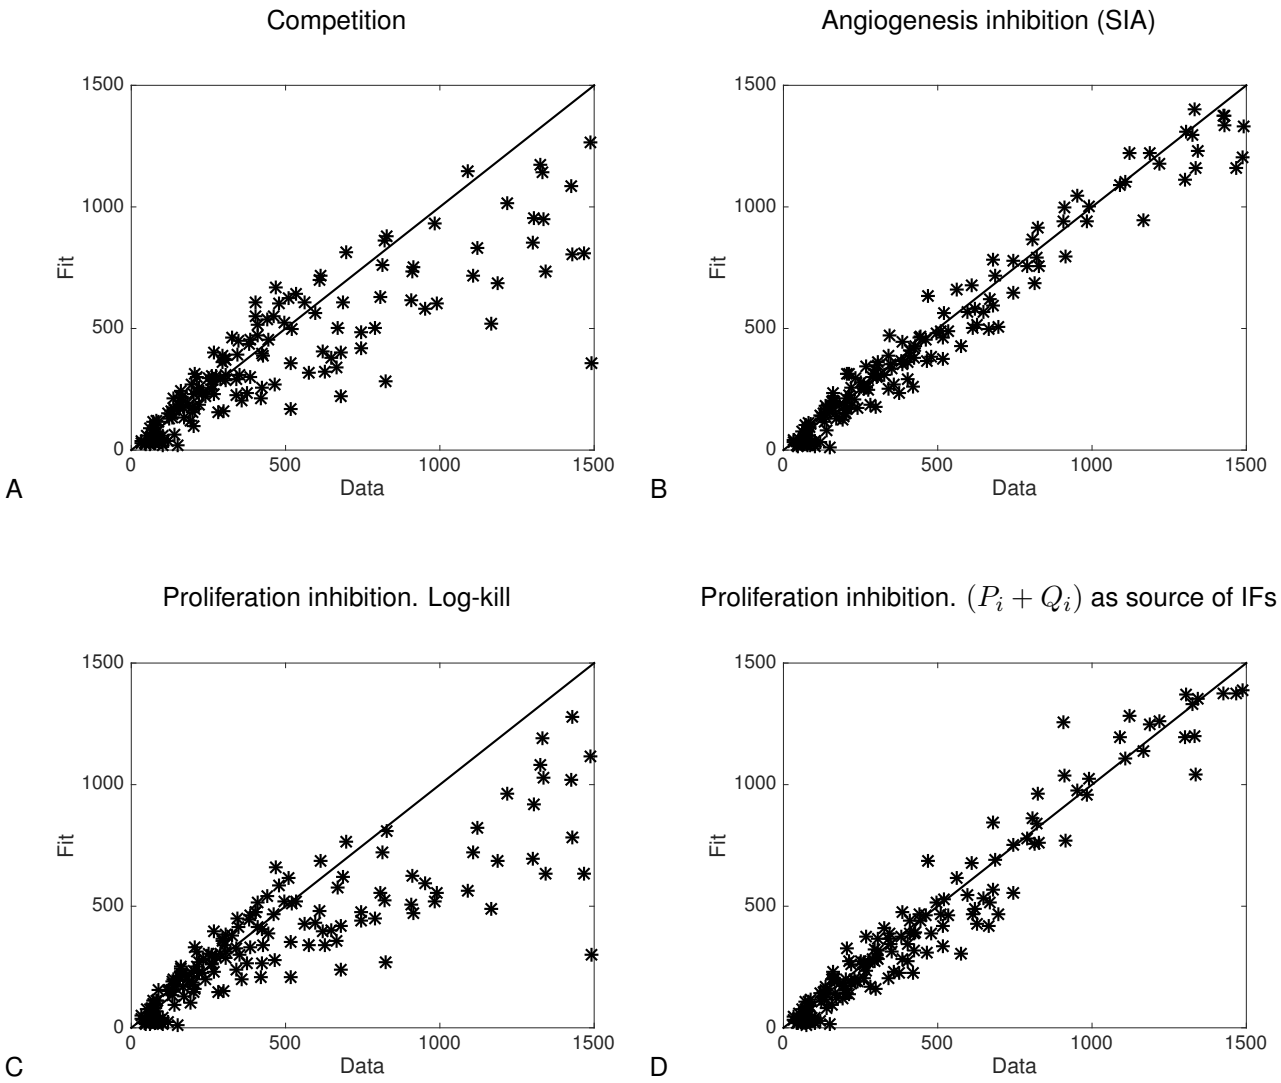 Competition
Angiogenesis inhibition (SIA)
1500
1000
500
0
Fit
0 500 1000 1500
Data
A
1500
1000
500
0
Fit
0 500 1000 1500
Data
B
Proliferation inhibition. Log-kill
Proliferation inhibition. (P_i + Q_i) as source of IFs
1500
1000
500
0
Fit
0 500 1000 1500
Data
C
1500
1000
500
0
Fit
0 500 1000 1500
Data
D